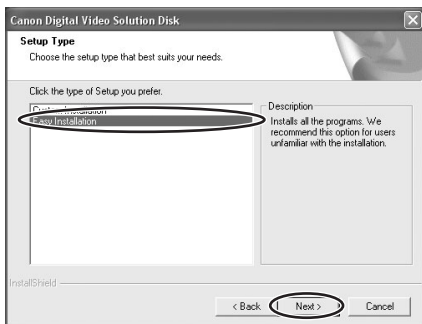 Canon Digital Video Solution Disk
Setup Type
Choose the setup type that best suits your needs.
Click the type of Setup you prefer.
Custom Installation
Easy Installation
Description
Installs all the programs. We
recommend this option for users
unfamiliar with the installation.
InstallShield
< Back
Next >
Cancel